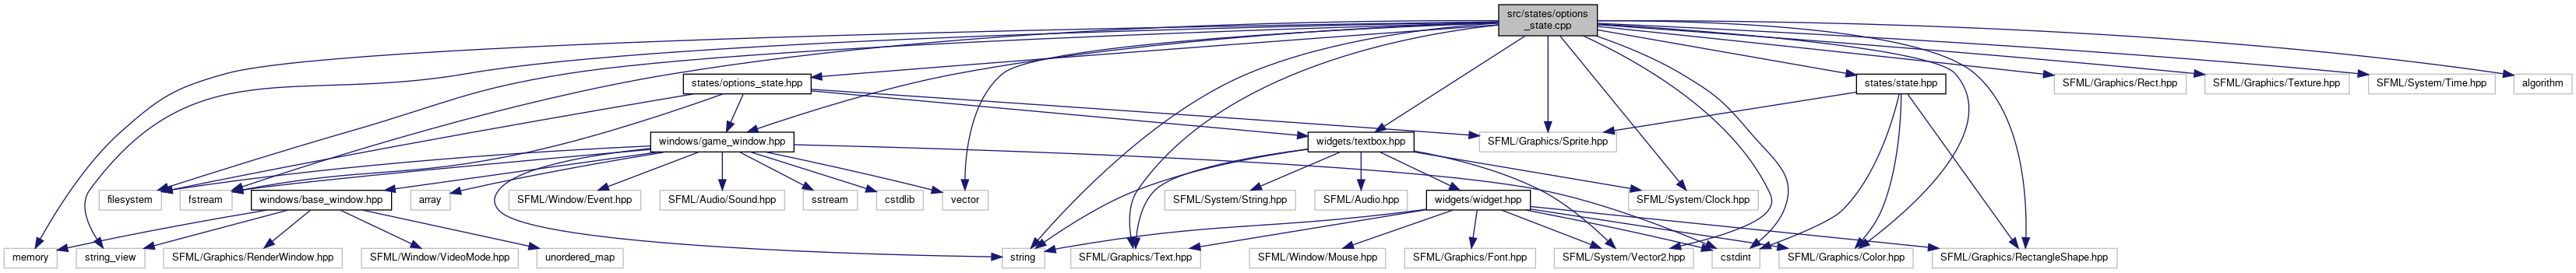 src/states/options
_state.cpp
states/options_state.hpp
states/state.hpp
SFML/Graphics/Rect.hpp
SFML/Graphics/Texture.hpp
SFML/System/Time.hpp
algorithm
windows/game_window.hpp
widgets/textbox.hpp
SFML/Graphics/Sprite.hpp
filesystem
fstream
windows/base_window.hpp
array
SFML/Window/Event.hpp
SFML/Audio/Sound.hpp
sstream
cstdlib
vector
SFML/System/String.hpp
SFML/Audio.hpp
widgets/widget.hpp
SFML/System/Clock.hpp
memory
string_view
SFML/Graphics/RenderWindow.hpp
SFML/Window/VideoMode.hpp
unordered_map
string
SFML/Graphics/Text.hpp
SFML/Window/Mouse.hpp
SFML/Graphics/Font.hpp
SFML/System/Vector2.hpp
cstdint
SFML/Graphics/Color.hpp
SFML/Graphics/RectangleShape.hpp